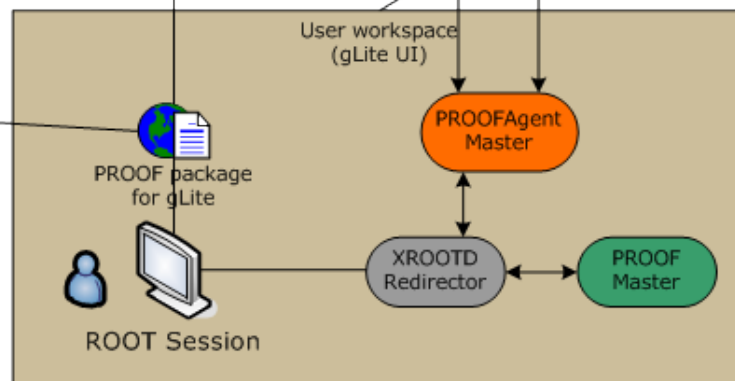 User workspace
(gLite UI)
PROOFAgent
Master
PROOF package
for gLite
XROOTD
Redirector
PROOF
Master
ROOT Session